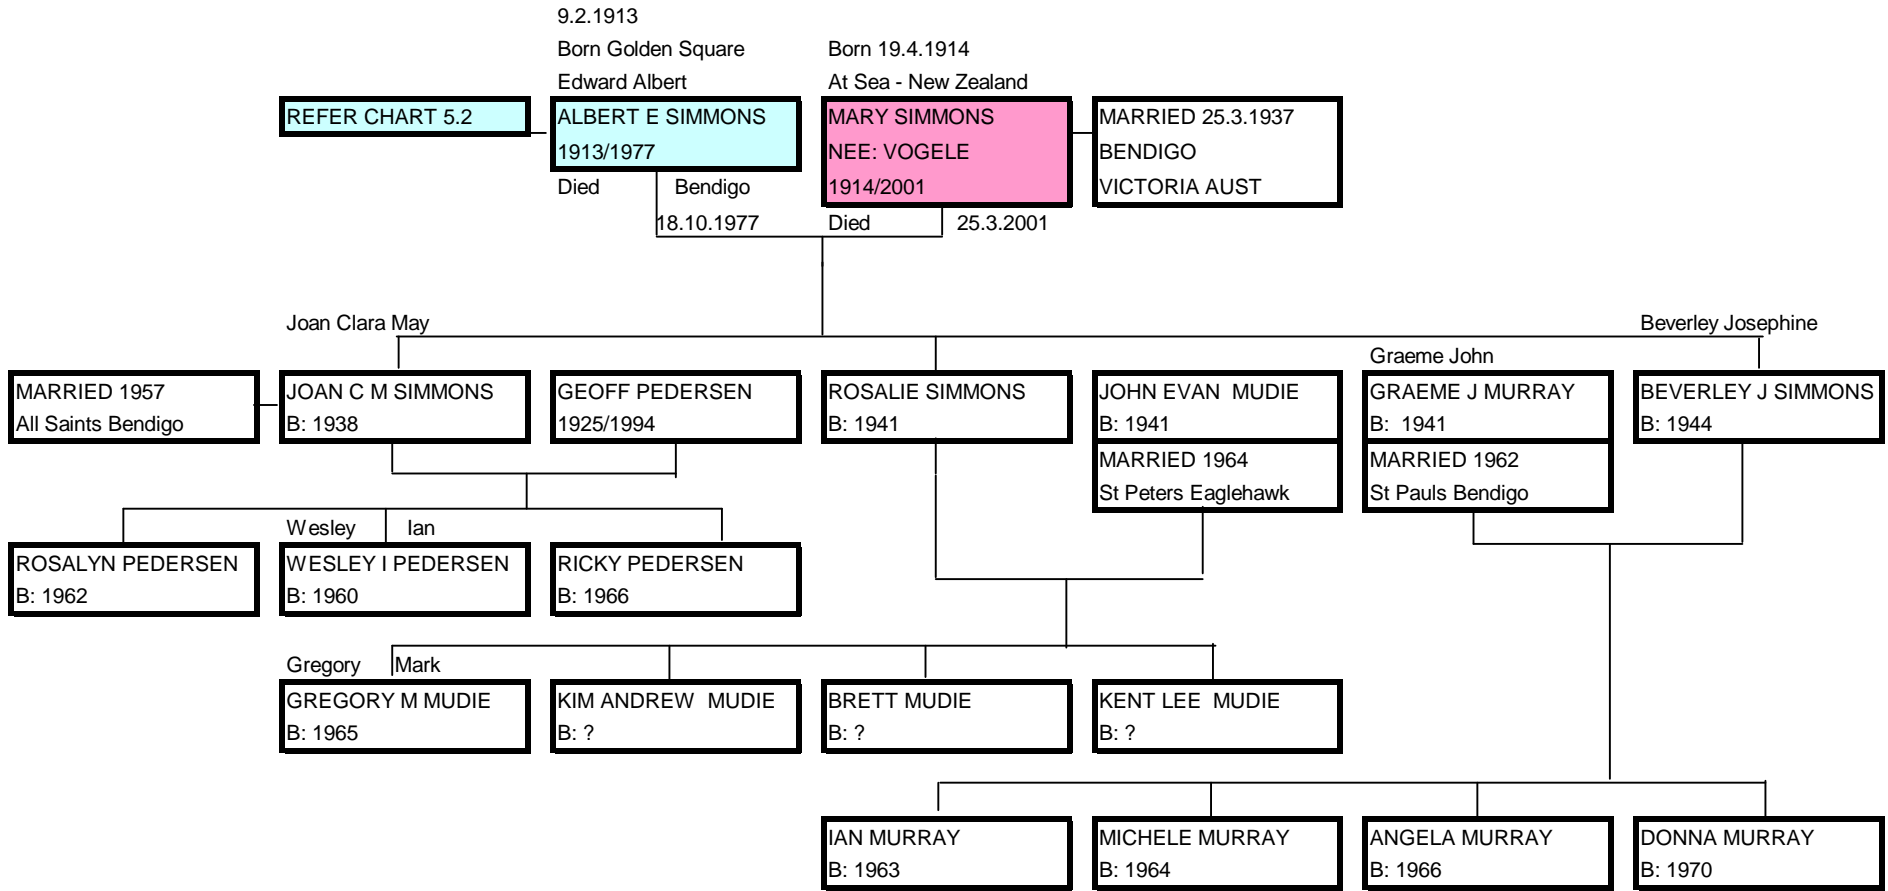 9.2.1913
Born Golden Square
Born 19.4.1914
Edward Albert
At Sea - New Zealand
REFER CHART 5.2
ALBERT E SIMMONS
1913/1977
MARY SIMMONS
NEE: VOGELE
1914/2001
MARRIED 25.3.1937
BENDIGO
VICTORIA AUST
Died Bendigo
18.10.1977
Died 25.3.2001
Joan Clara May
Beverley Josephine
Graeme John
MARRIED 1957
All Saints Bendigo
JOAN C M SIMMONS
B: 1938
GEOFF PEDERSEN
1925/1994
ROSALIE SIMMONS
B: 1941
JOHN EVAN MUDIE
B: 1941
MARRIED 1964
St Peters Eaglehawk
GRAEME J MURRAY
B: 1941
MARRIED 1962
St Pauls Bendigo
BEVERLEY J SIMMONS
B: 1944
Wesley Ian
ROSALYN PEDERSEN
B: 1962
WESLEY I PEDERSEN
B: 1960
RICKY PEDERSEN
B: 1966
Gregory Mark
GREGORY M MUDIE
B: 1965
KIM ANDREW MUDIE
B: ?
BRETT MUDIE
B: ?
KENT LEE MUDIE
B: ?
IAN MURRAY
B: 1963
MICHELE MURRAY
B: 1964
ANGELA MURRAY
B: 1966
DONNA MURRAY
B: 1970